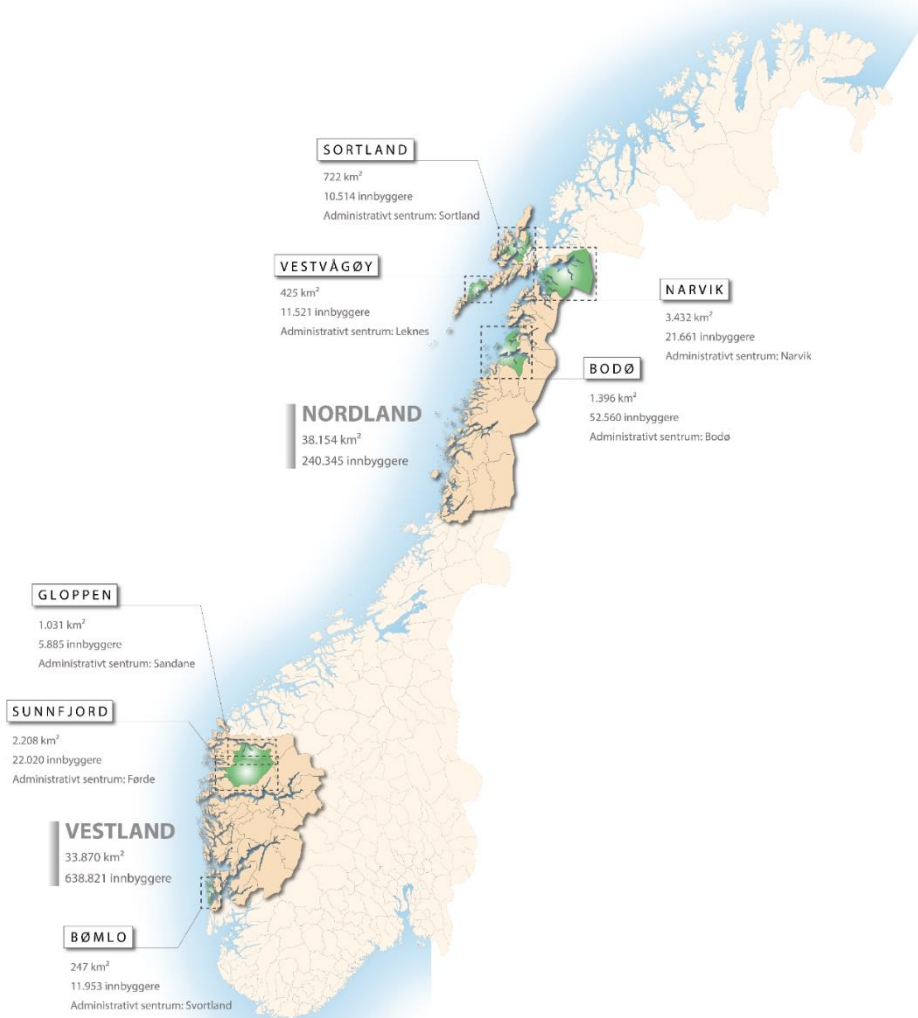 SORTLAND
722 km²
10.514 innbyggere
Administrativt sentrum: Sortland
VESTVÅGØY
425 km²
11.521 innbyggere
Administrativt sentrum: Leknes
NARVIK
3.432 km²
21.661 innbyggere
Administrativt sentrum: Narvik
BODØ
1.396 km²
52.560 innbyggere
Administrativt sentrum: Bodø
NORDLAND
38.154 km²
240.345 innbyggere
GLOPPEN
1.031 km²
5.885 innbyggere
Administrativt sentrum: Sandane
SUNNFJORD
2.208 km²
22.020 innbyggere
Administrativt sentrum: Førde
VESTLAND
33.870 km²
638.821 innbyggere
BØMLO
247 km²
11.953 innbyggere
Administrativt sentrum: Svortland